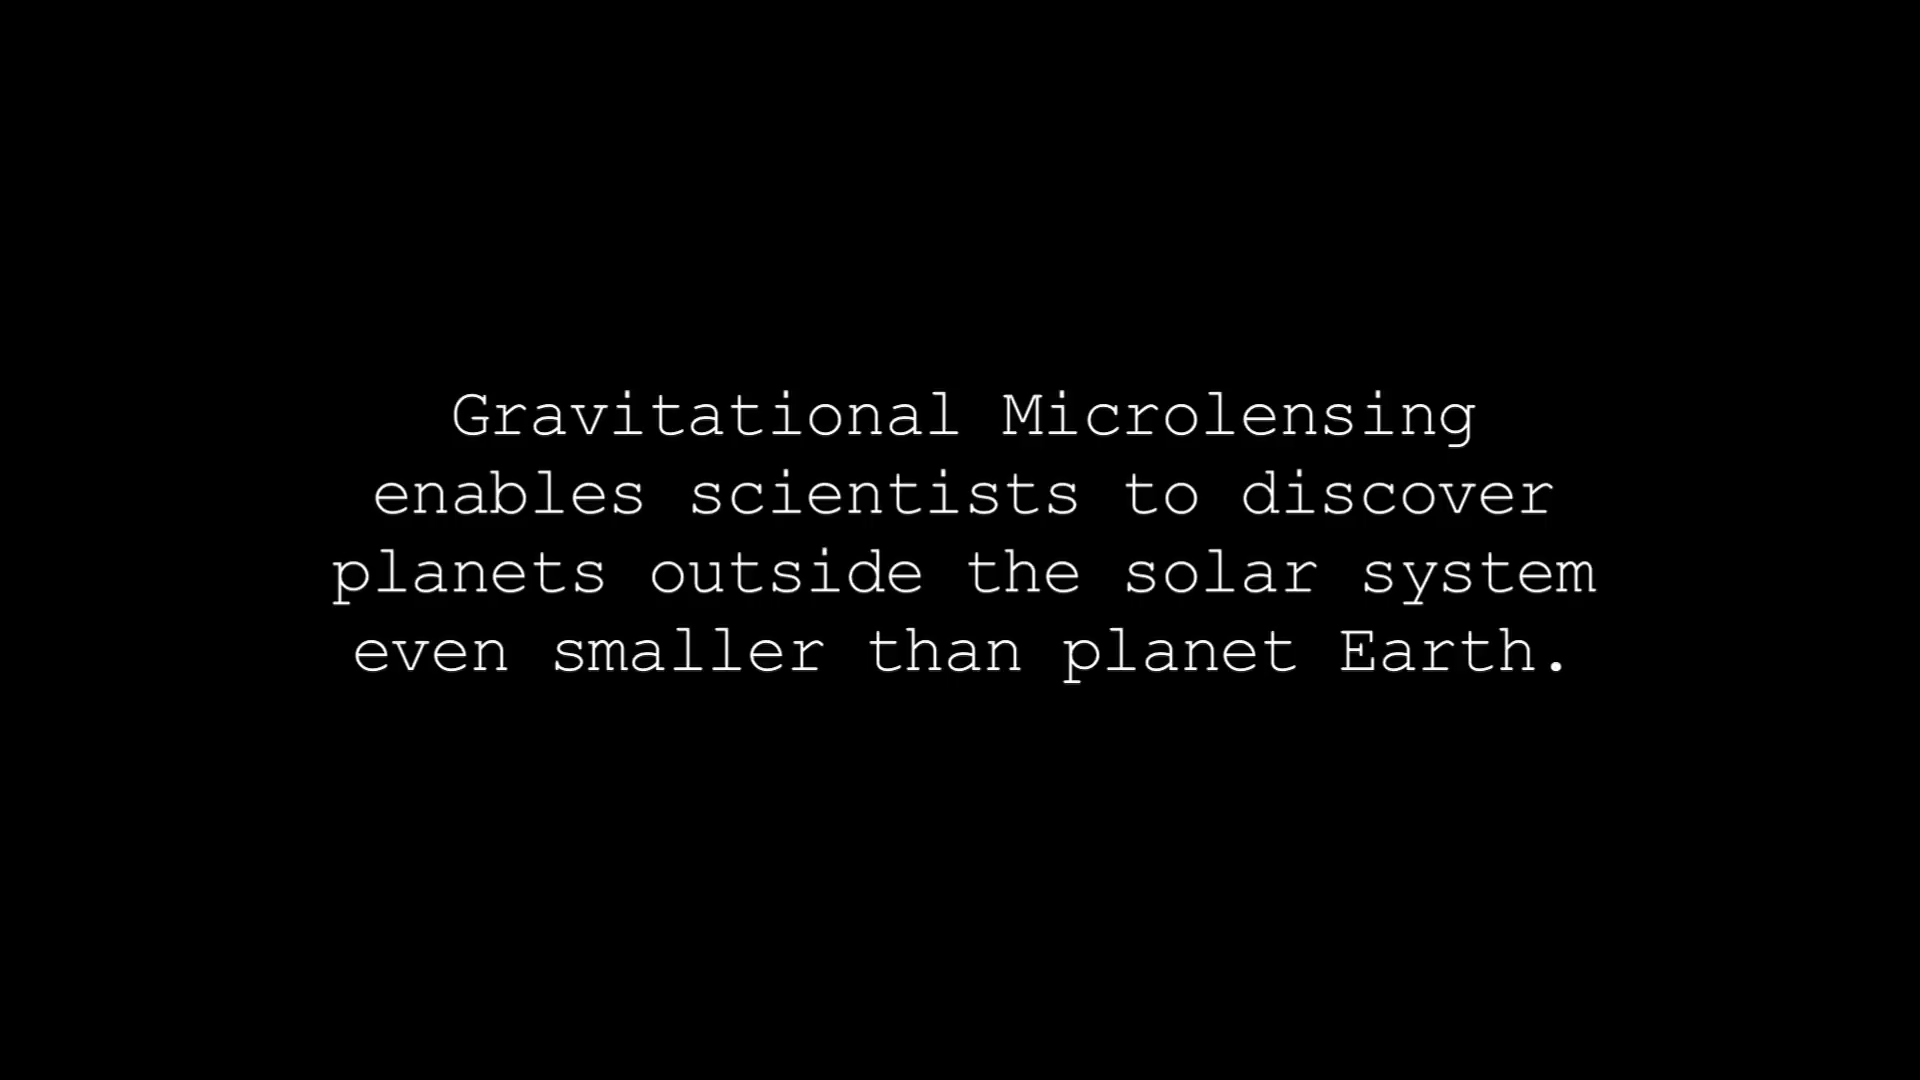 Gravitational Microlensing
enables scientists to discover
planets outside the solar system
even smaller than planet Earth.